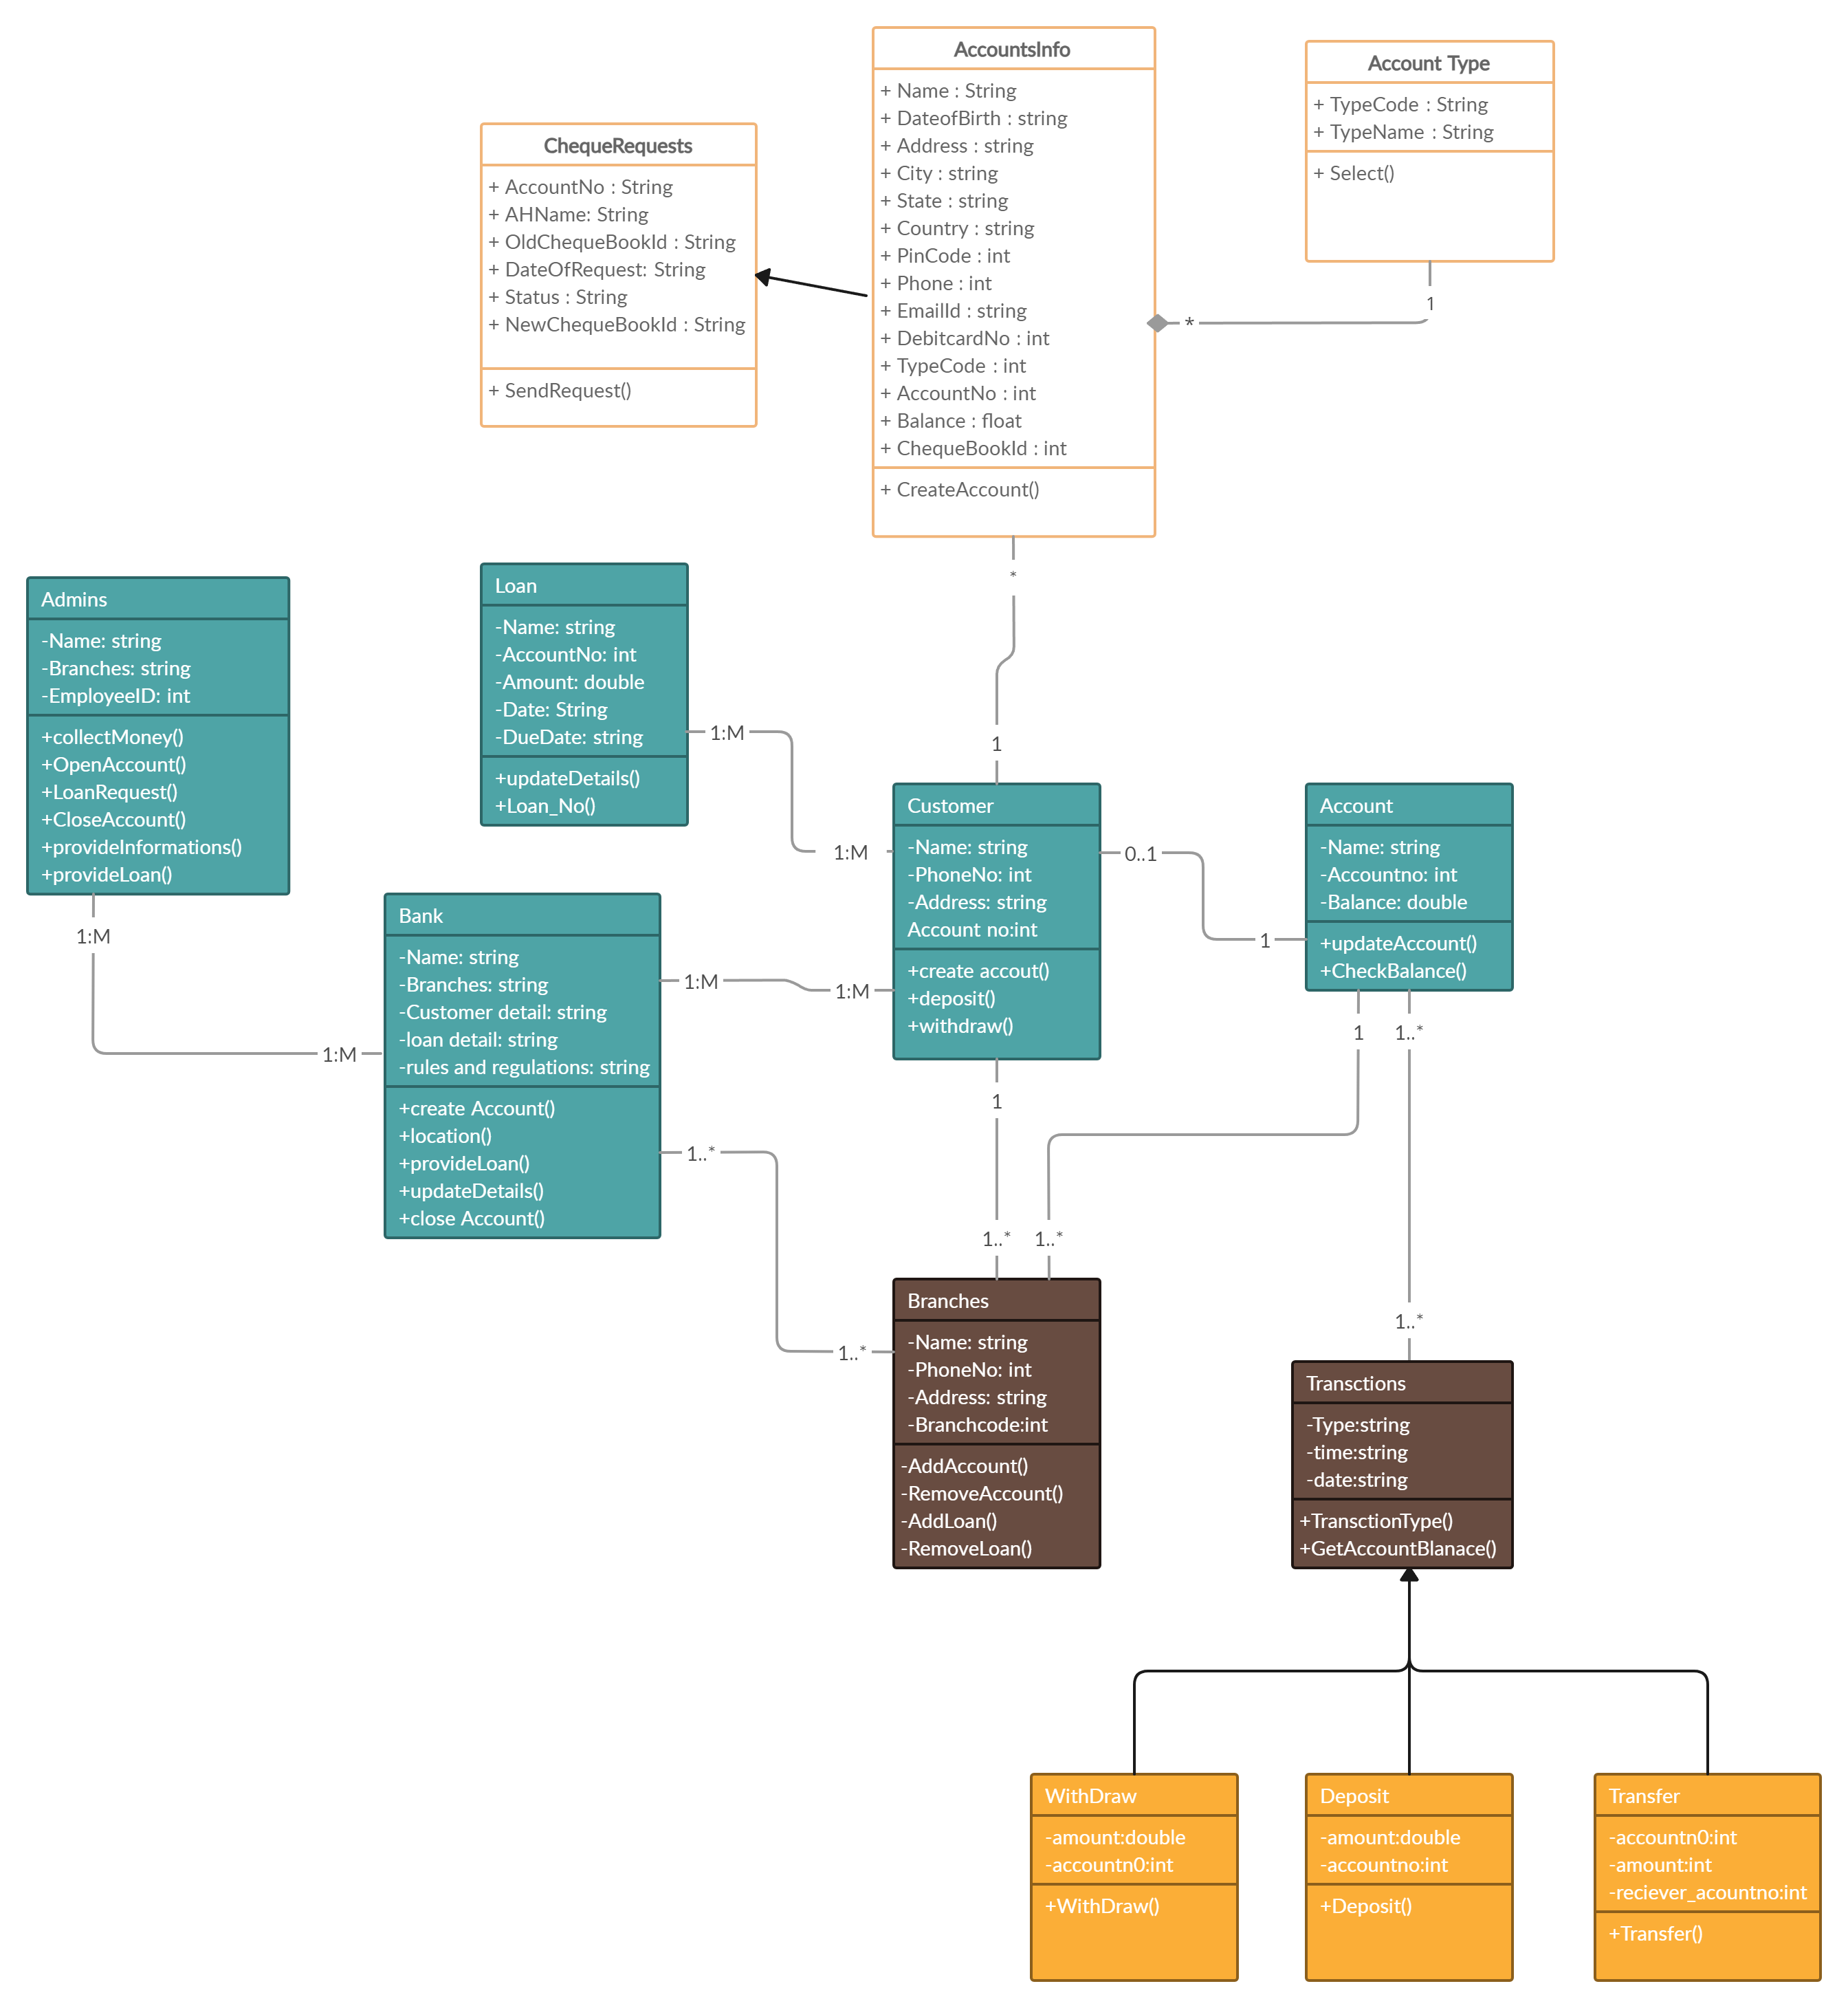 AccountsInfo
+ Name : String
+ DateofBirth : string
+ Address : string
+ City : string
+ State : string
+ Country : string
+ PinCode : int
+ Phone : int
+ EmailId : string
+ DebitcardNo : int
+ TypeCode : int
+ AccountNo : int
+ Balance : float
+ ChequeBookId : int
+ CreateAccount()
Account Type
+ TypeCode : String
+ TypeName : String
+ Select()
1
*
ChequeRequests
+ AccountNo : String
+ AHName: String
+ OldChequeBookId : String
+ DateOfRequest: String
+ Status : String
+ NewChequeBookId : String
+ SendRequest()
*
1
Admins
-Name: string
-Branches: string
-EmployeeID: int
+collectMoney()
+OpenAccount()
+LoanRequest()
+CloseAccount()
+provideInformations()
+provideLoan()
1:M
1:M
Loan
-Name: string
-AccountNo: int
-Amount: double
-Date: String
-DueDate: string
+updateDetails()
+Loan_No()
1:M
1:M
Customer
-Name: string
-PhoneNo: int
-Address: string
Account no:int
+create accout()
+deposit()
+withdraw()
0..1
1
Account
-Name: string
-Accountno: int
-Balance: double
+updateAccount()
+CheckBalance()
Bank
-Name: string
-Branches: string
-Customer detail: string
-loan detail: string
-rules and regulations: string
+create Account()
+location()
+provideLoan()
+updateDetails()
+close Account()
1:M
1:M
1..*
1..*
1
1..*
1
1..*
1..*
1..*
Branches
-Name: string
-PhoneNo: int
-Address: string
-Branchcode:int
-AddAccount()
-RemoveAccount()
-AddLoan()
-RemoveLoan()
Transctions
-Type:string
-time:string
-date:string
+TransctionType()
+GetAccountBlanace()
WithDraw
-amount:double
-accountn0:int
+WithDraw()
Deposit
-amount:double
-accountno:int
+Deposit()
Transfer
-accountn0:int
-amount:int
-reciever_acountno:int
+Transfer()